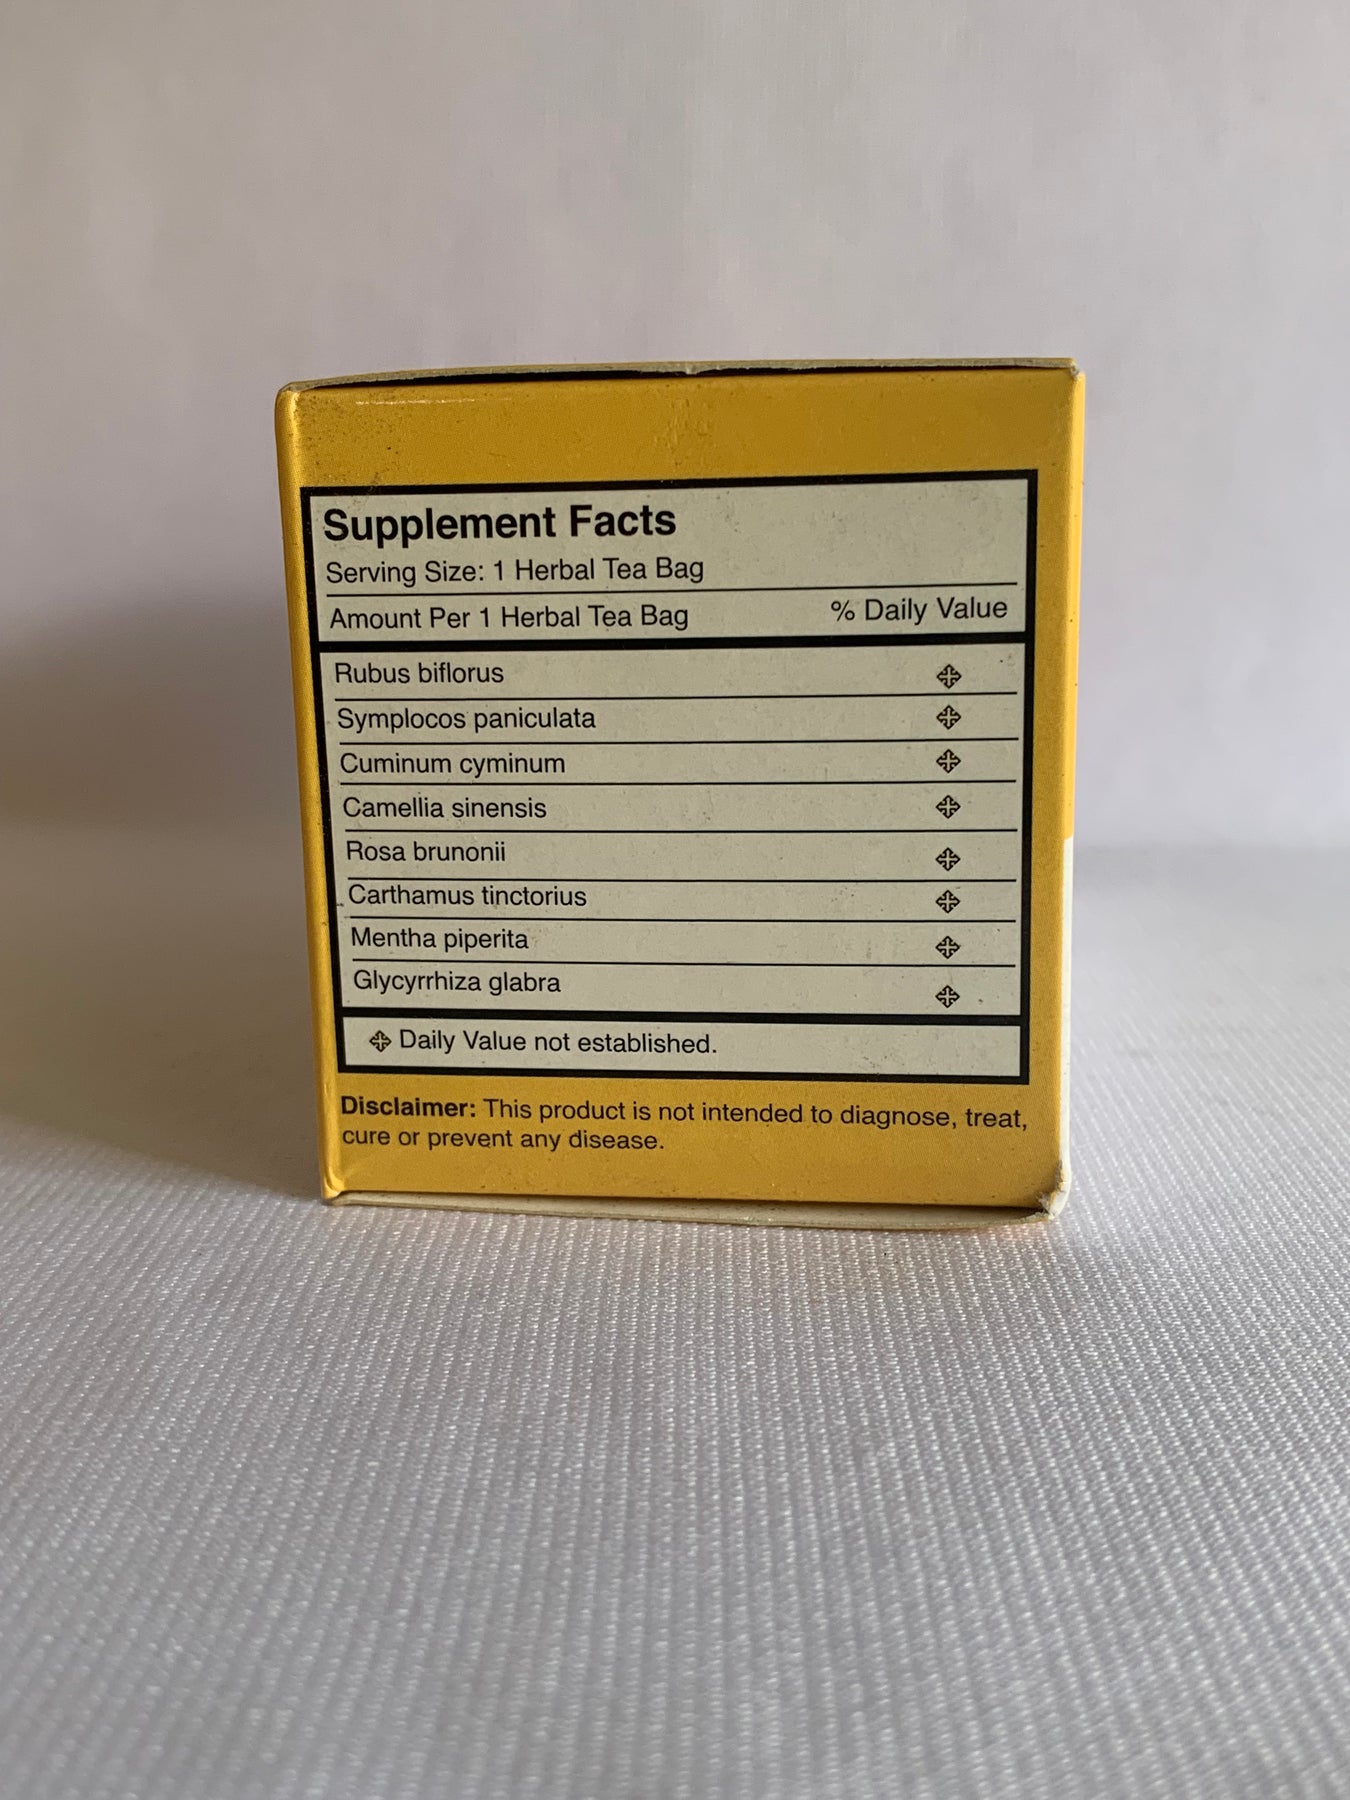 Supplement Facts
Serving Size: 1 Herbal Tea Bag
Amount Per 1 Herbal Tea Bag % Daily Value
Rubus biflorus ✥
Symplocos paniculata ✥
Cuminum cyminum ✥
Camellia sinensis ✥
Rosa brunonii ✥
Carthamus tinctorius ✥
Mentha piperita ✥
Glycyrrhiza glabra ✥
✥ Daily Value not established.
Disclaimer: This product is not intended to diagnose, treat,
cure or prevent any disease.